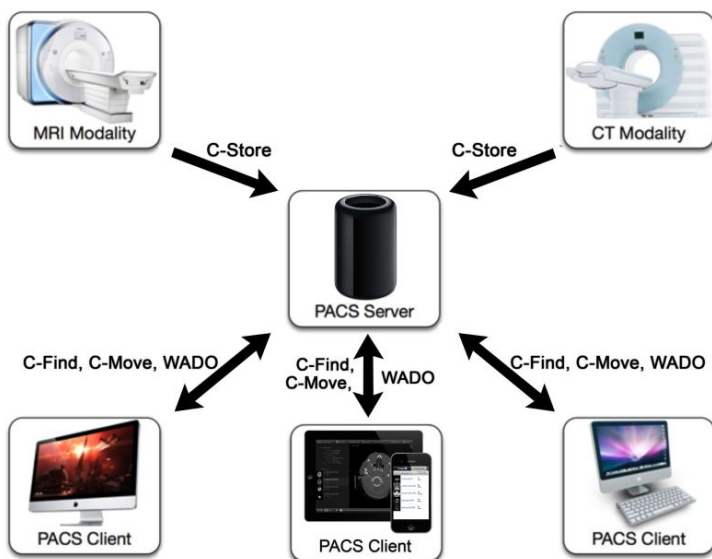 MRI Modality
CT Modality
C-Store
C-Store
PACS Server
C-Find, C-Move, WADO
C-Find,
C-Move,
WADO
C-Find, C-Move, WADO
PACS Client
PACS Client
PACS Client